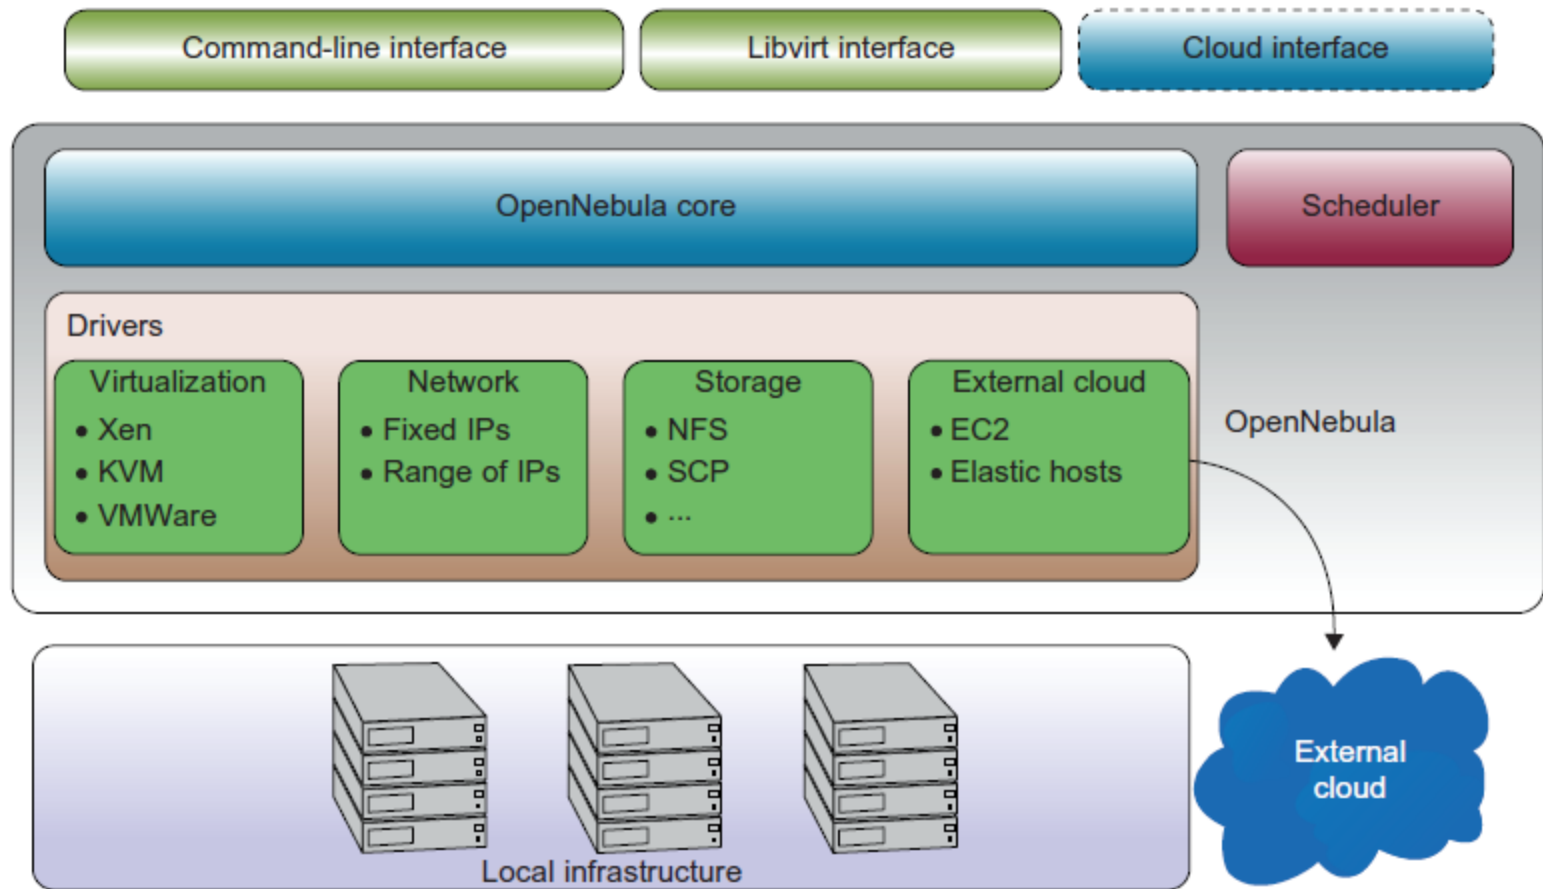 Command-line interface
Libvirt interface
Cloud interface
OpenNebula core
Scheduler
Drivers
Virtualization
• Xen
• KVM
• VMWare
Network
• Fixed IPs
• Range of IPs
Storage
• NFS
• SCP
• ...
External cloud
• EC2
• Elastic hosts
OpenNebula
Local infrastructure
External
cloud